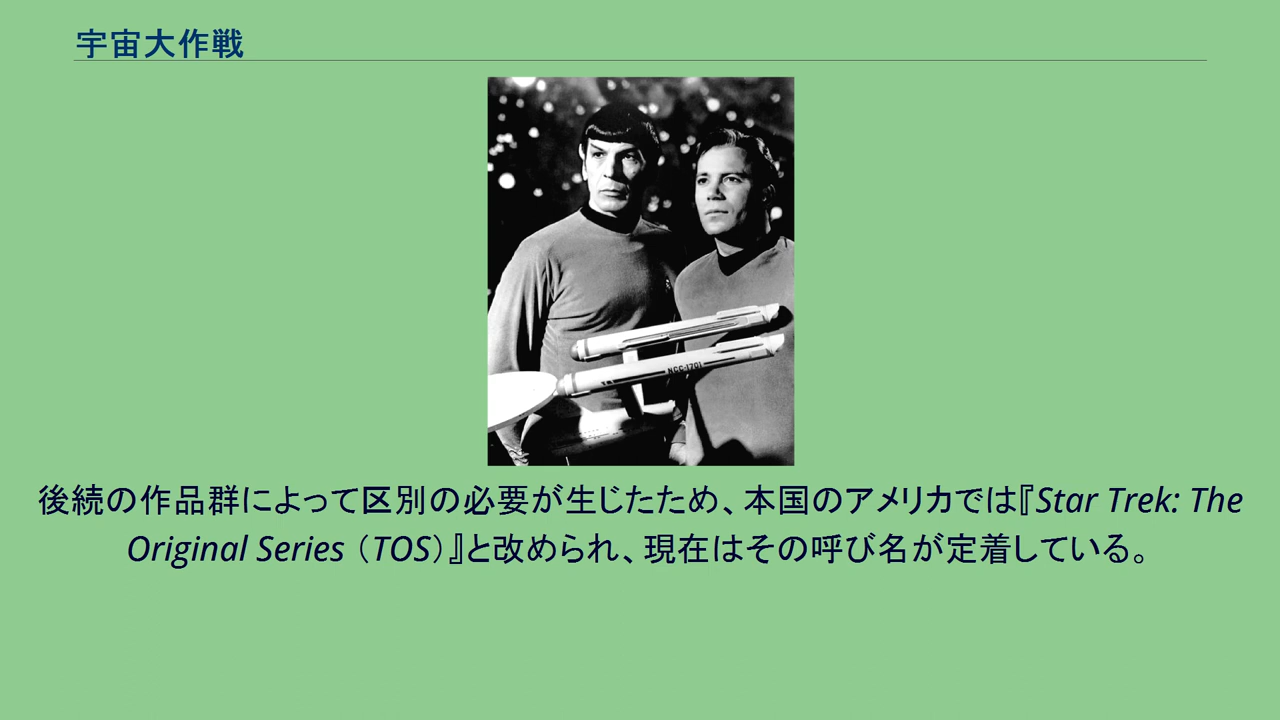 宇宙大作戦
NCC-1701
後続の作品群によって区別の必要が生じたため、本国のアメリカでは『Star Trek: The
Original Series（TOS）』と改められ、現在はその呼び名が定着している。